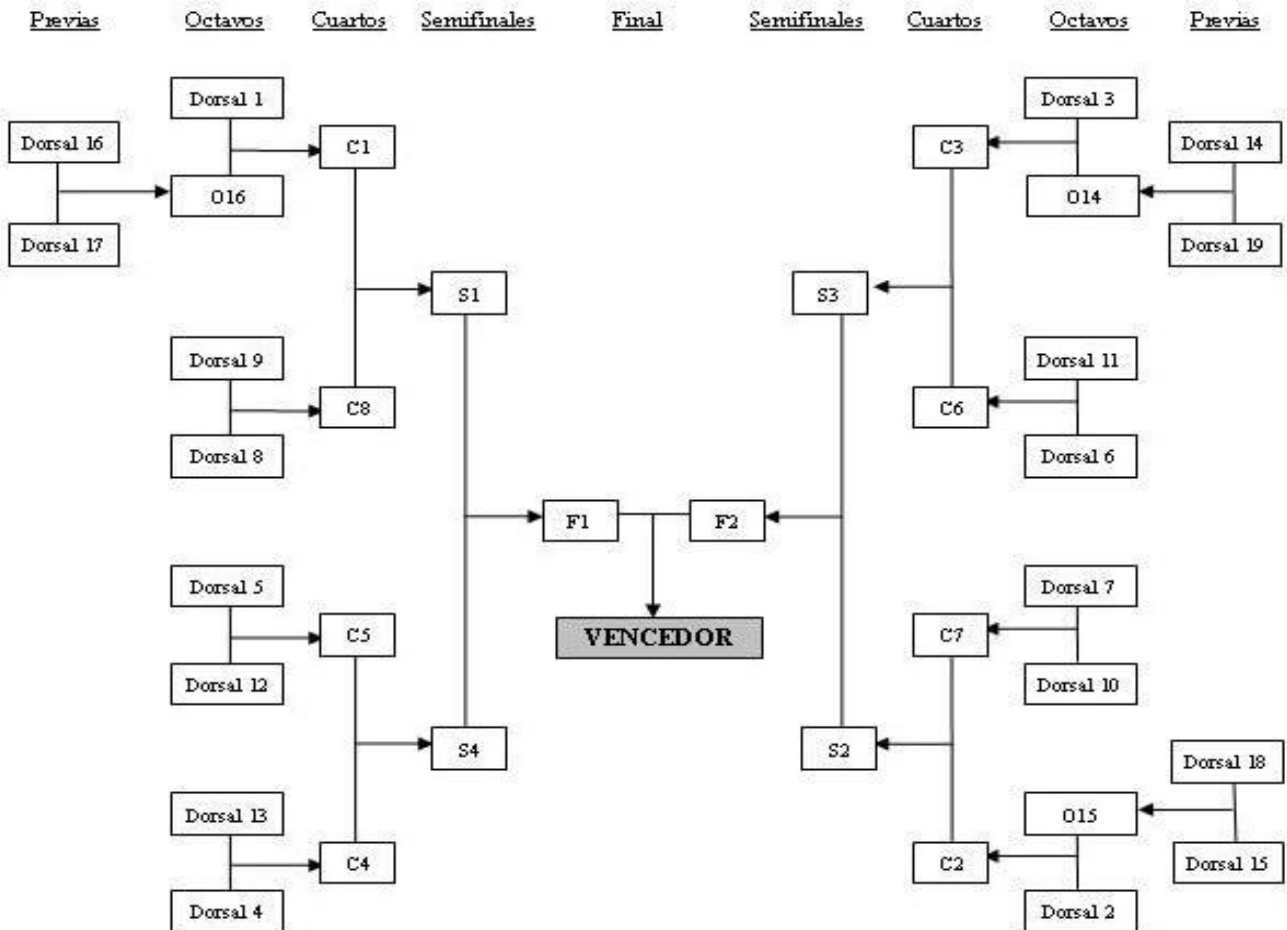 Previas Octavos Cuartos Semifinales Final Semifinales Cuartos Octavos Previas
Dorsal 1 Dorsal 3
Dorsal 16 C1 C3 Dorsal 14
O16 O14
Dorsal 17 Dorsal 19
S1 S3
Dorsal 9 Dorsal 11
C8 C6
Dorsal 8 Dorsal 6
F1 F2
Dorsal 5 Dorsal 7
C5 VENCEDOR C7
Dorsal 12 Dorsal 10
S4 S2
Dorsal 18
Dorsal 13 O15
C4 C2 Dorsal 15
Dorsal 4 Dorsal 2